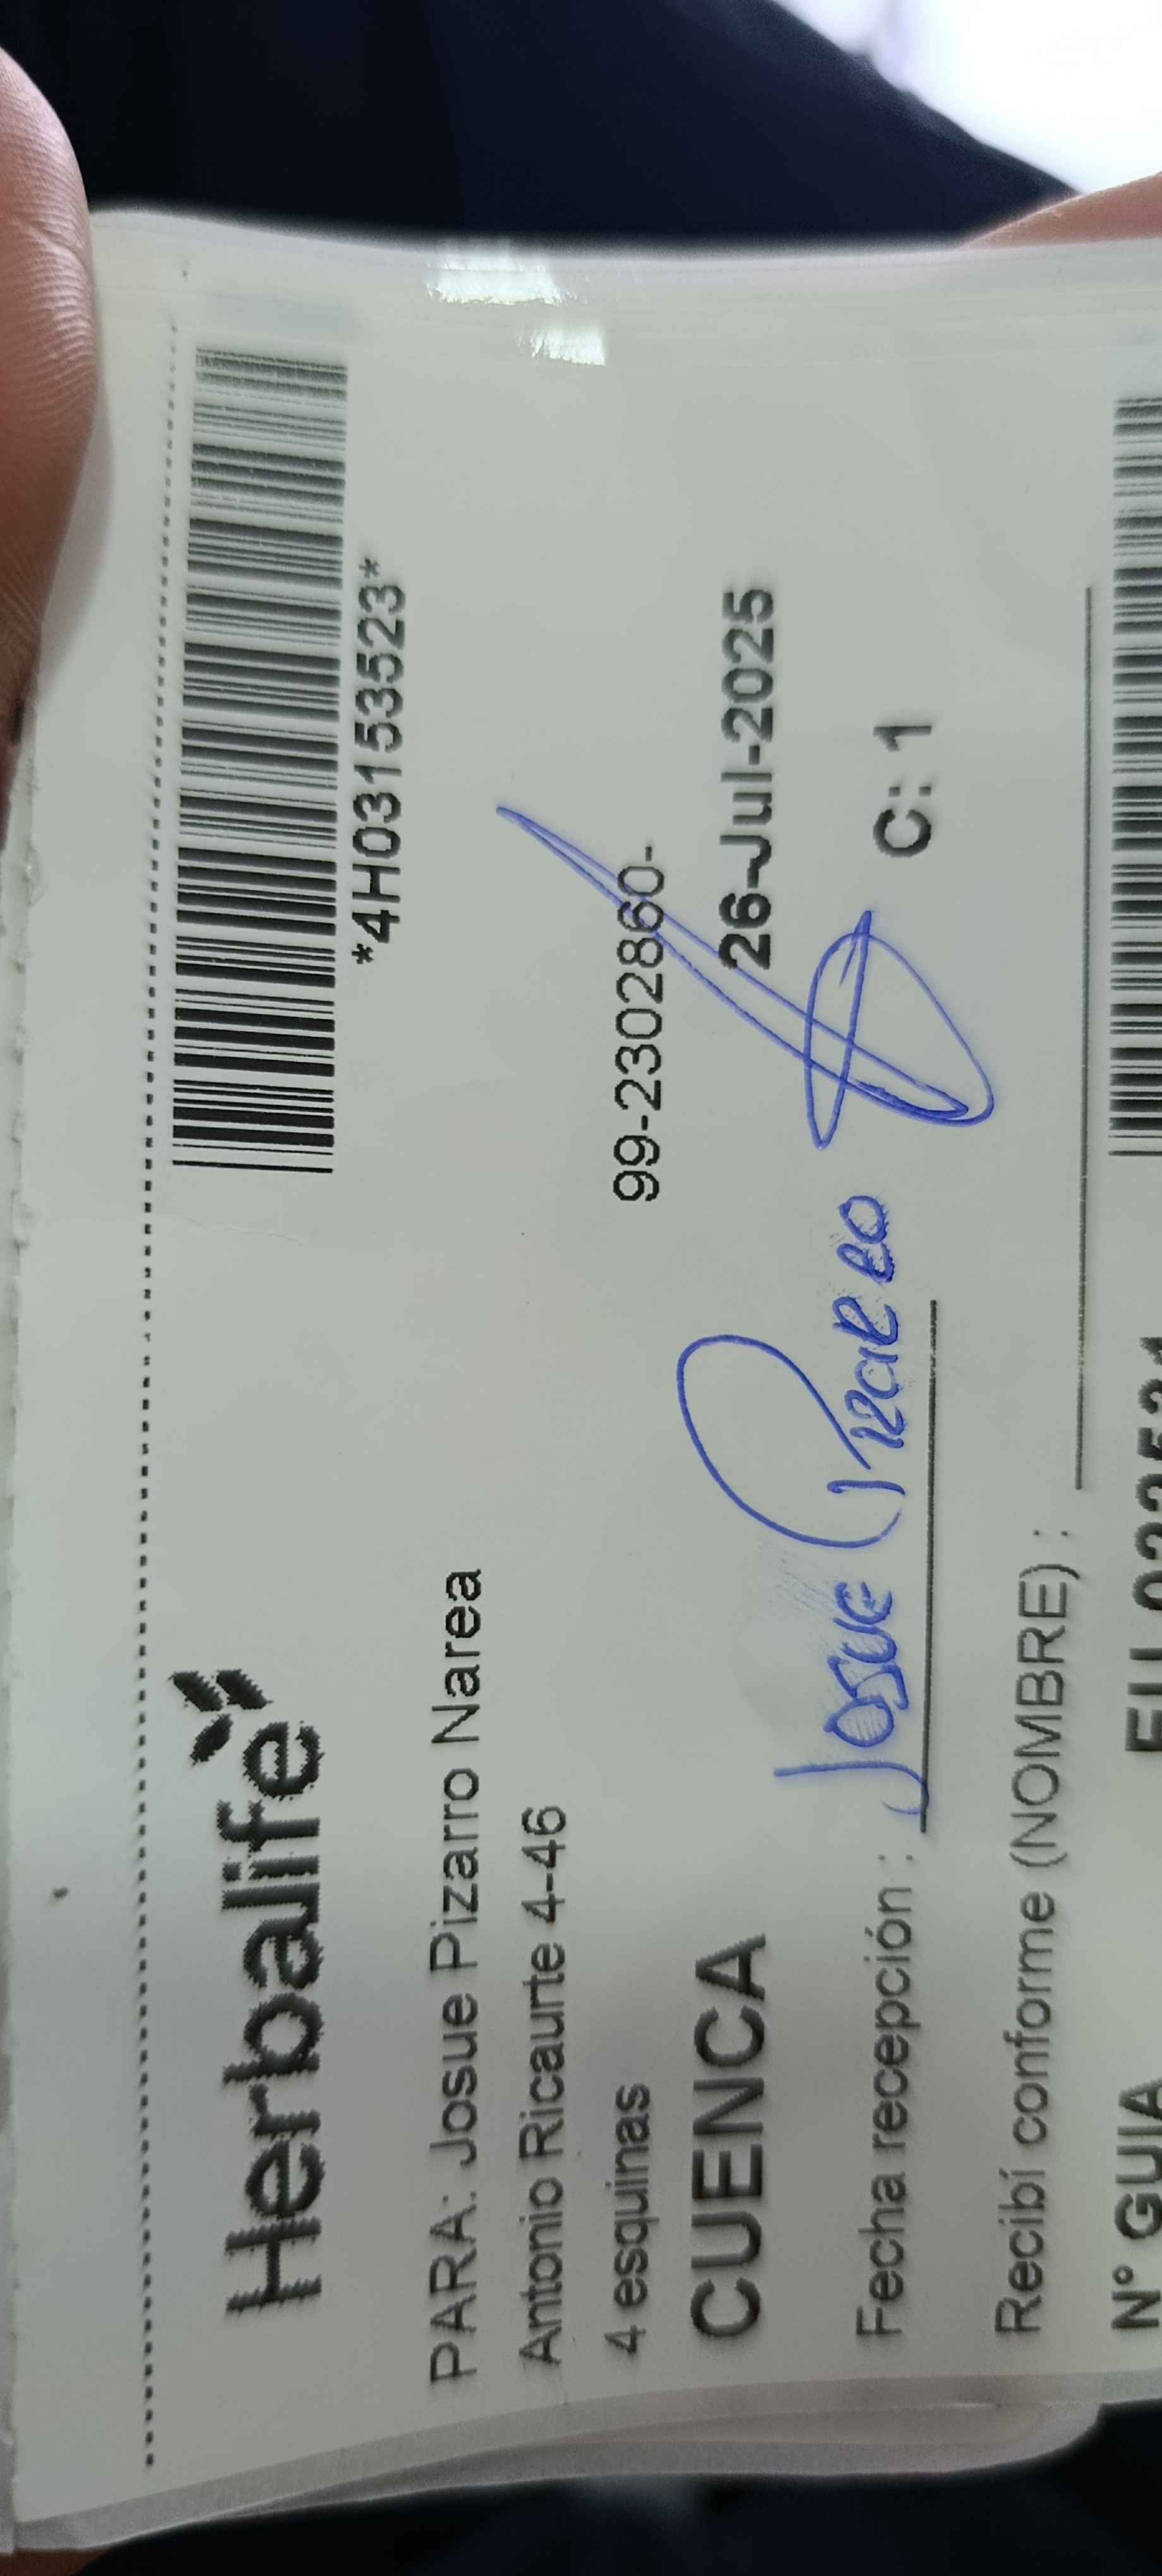 Herbalife
*4H03153523*
PARA: Josue Pizarro Narea
Antonio Ricaurte 4-46
4 esquinas
99-2302860-
CUENCA
26-Jul-2025
Fecha recepción : Josue Pizarro
C: 1
Recibí conforme (NOMBRE) :
N° GUIA